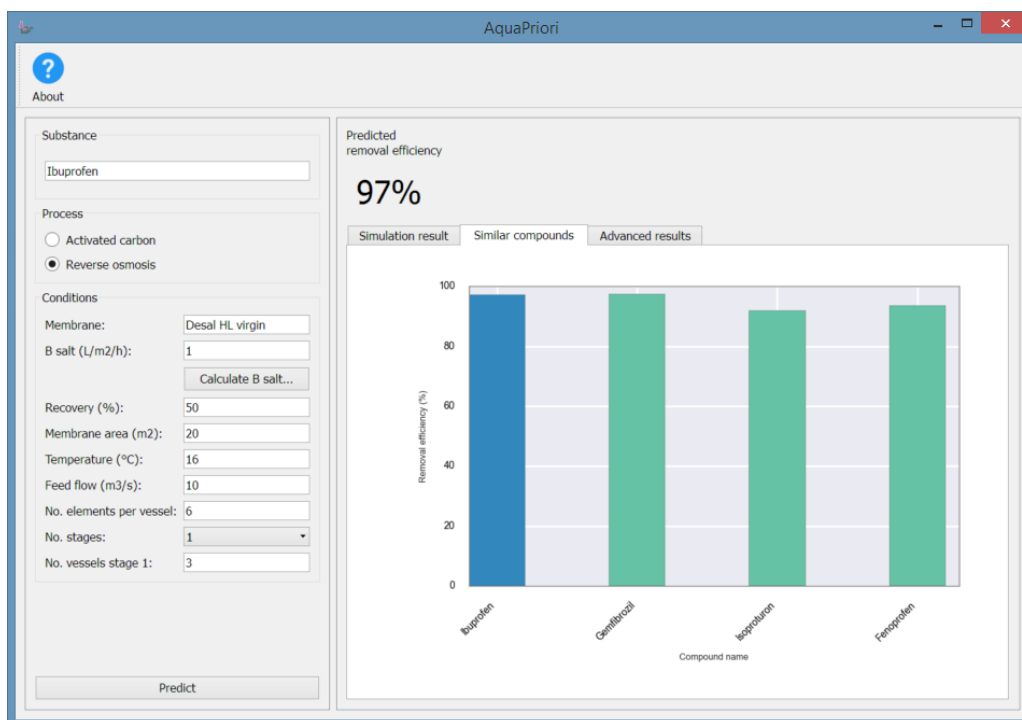 AquaPriori
About
Substance
Ibuprofen
Process
Activated carbon
Reverse osmosis
Conditions
Membrane: Desal HL virgin
B salt (L/m2/h): 1
Calculate B salt...
Recovery (%): 50
Membrane area (m2): 20
Temperature (°C): 16
Feed flow (m3/s): 10
No. elements per vessel: 6
No. stages: 1
No. vessels stage 1: 3
Predict
Predicted
removal efficiency
97%
Simulation result Similar compounds Advanced results
100
80
60
40
20
0
Removal efficiency (%)
Ibuprofen
Gemfibrozil
Isoproturon
Fenoprofen
Compound name